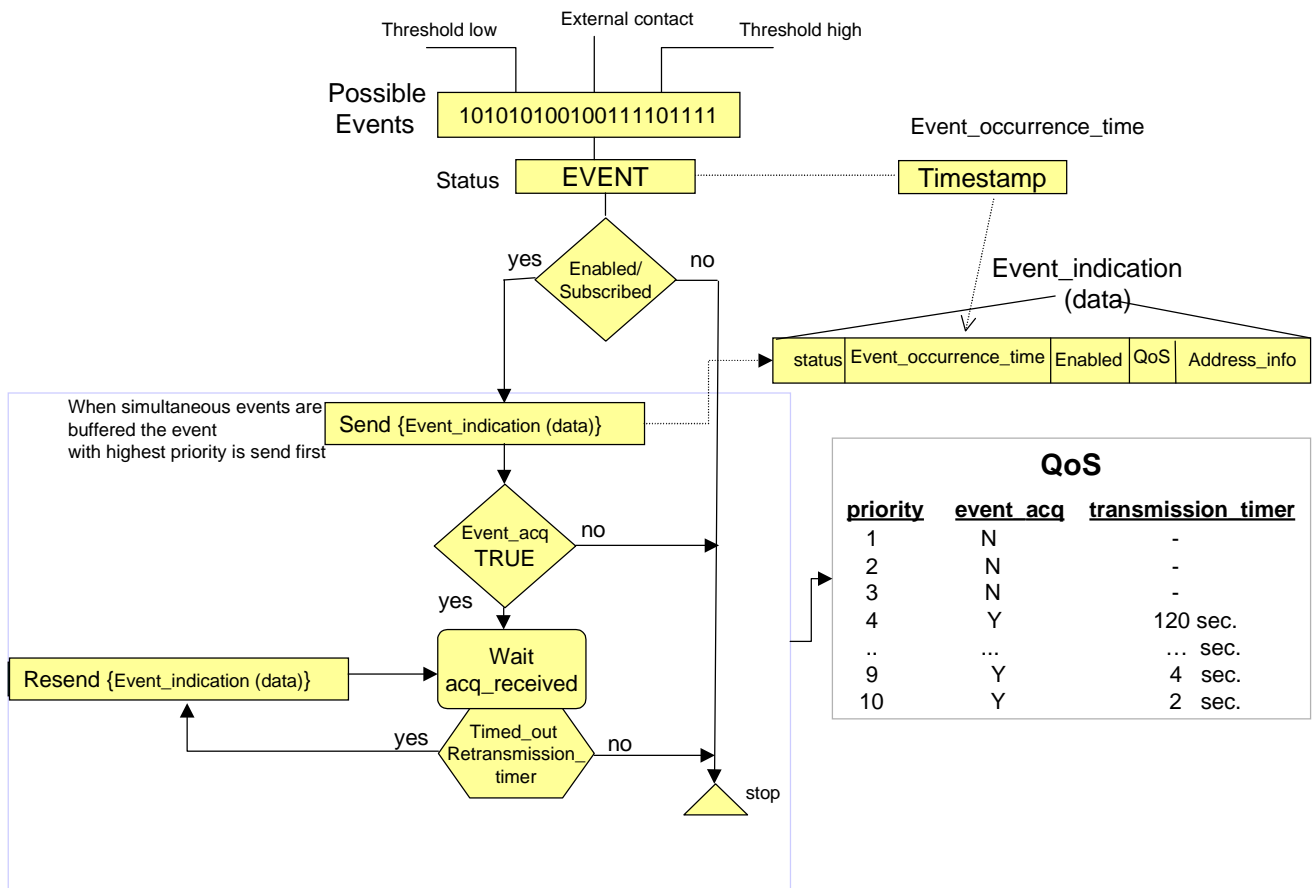 External contact
Threshold low
Threshold high
Possible
Events
101010100100111101111
Event_occurrence_time
Status
EVENT
Timestamp
yes
no
Enabled/
Subscribed
Event_indication
(data)
status
Event_occurrence_time
Enabled
QoS
Address_info
When simultaneous events are
buffered the event
with highest priority is send first
Send {Event_indication (data)}
QoS
priority event_acq transmission_timer
1 N -
2 N -
3 N -
4 Y 120 sec.
.. ... … sec.
9 Y 4 sec.
10 Y 2 sec.
Event_acq
TRUE
no
yes
Wait
acq_received
Resend {Event_indication (data)}
yes
Timed_out
Retransmission_
timer
no
stop